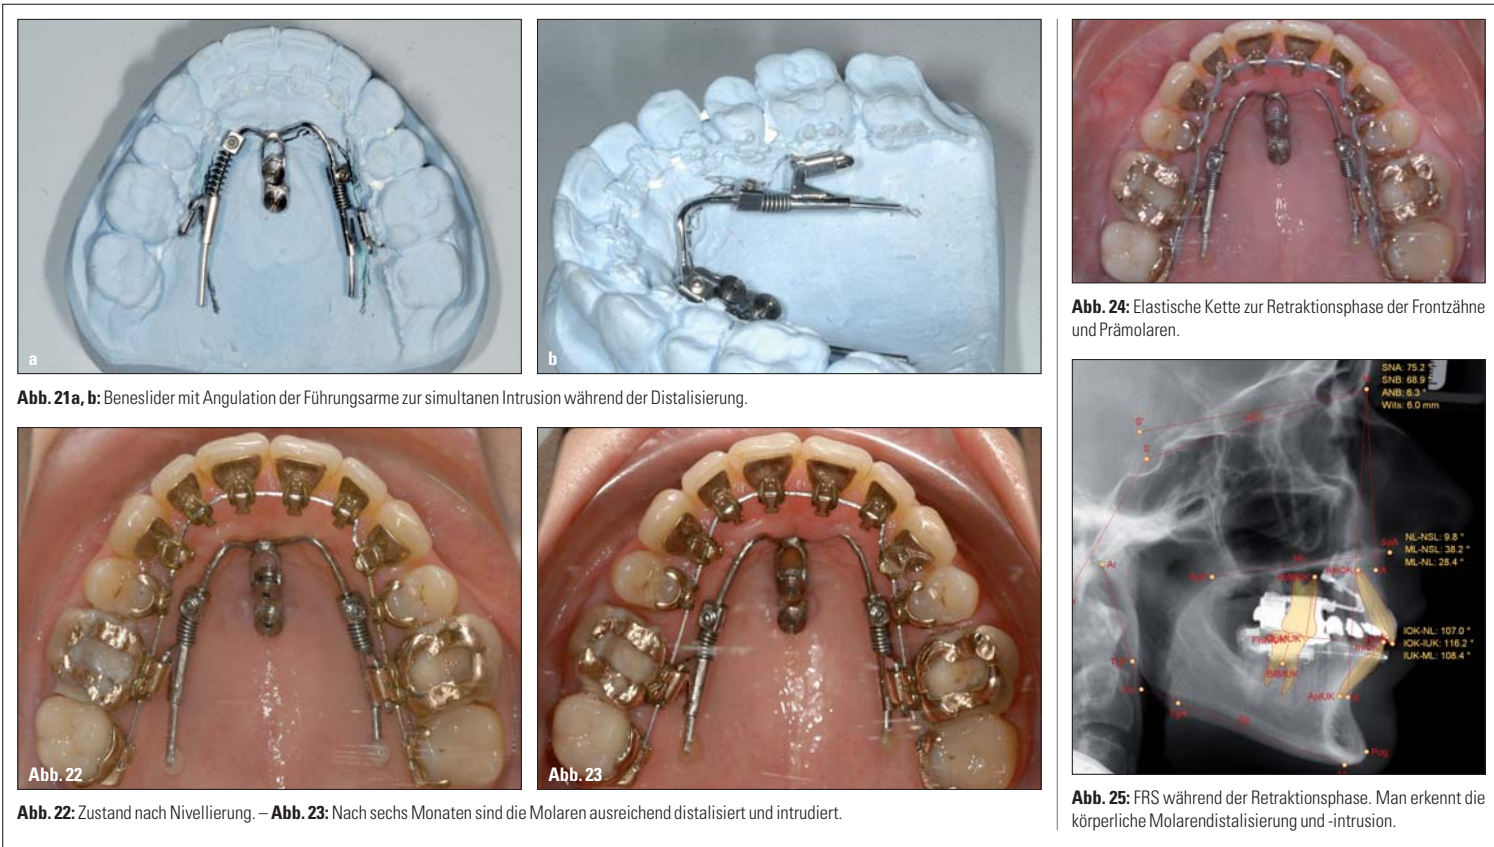 a
b
Abb. 21a, b: Beneslider mit Angulation der Führungsarme zur simultanen Intrusion während der Distalisierung.
Abb. 22
Abb. 23
Abb. 22: Zustand nach Nivellierung. – Abb. 23: Nach sechs Monaten sind die Molaren ausreichend distalisiert und intrudiert.
Abb. 24: Elastische Kette zur Retraktionsphase der Frontzähne
und Prämolaren.
SNA: 75.2 °
SNB: 68.9 °
ANB: 6.3 °
Wits: 6.0 mm
S'
S
Ar
NL-NSL: 9.8 °
ML-NSL: 38.2 °
ML-NL: 28.4 °
IOK-NL: 107.0 °
IOK-IUK: 116.2 °
IUK-ML: 108.4 °
ApIUK
Pog
Abb. 25: FRS während der Retraktionsphase. Man erkennt die
körperliche Molarendistalisierung und -intrusion.